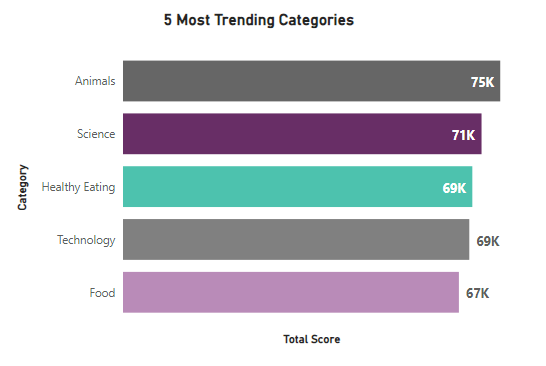 5 Most Trending Categories
Animals 75K
Science 71K
Healthy Eating 69K
Technology 69K
Food 67K
Category
Total Score